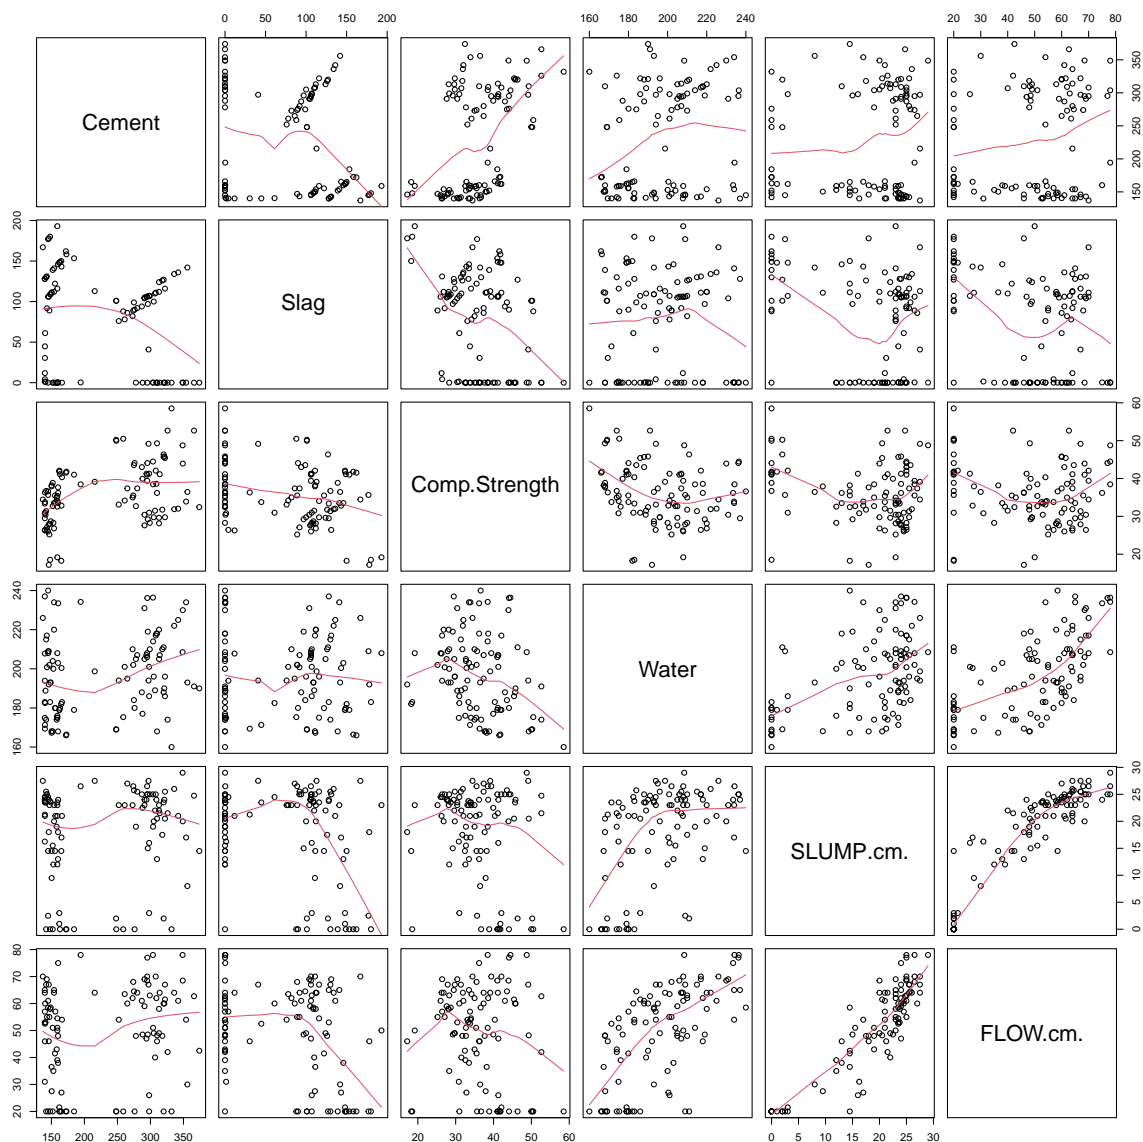 0 50 100 150 200 160 180 200 220 240 20 30 40 50 60 70 80
Cement
150 200 250 300 350
0 50 100 150 200
Slag
Comp.Strength
20 30 40 50 60
160 180 200 220 240
Water
SLUMP.cm.
0 5 10 15 20 25 30
20 30 40 50 60 70 80
FLOW.cm.
150 200 250 300 350 20 30 40 50 60 0 5 10 15 20 25 30